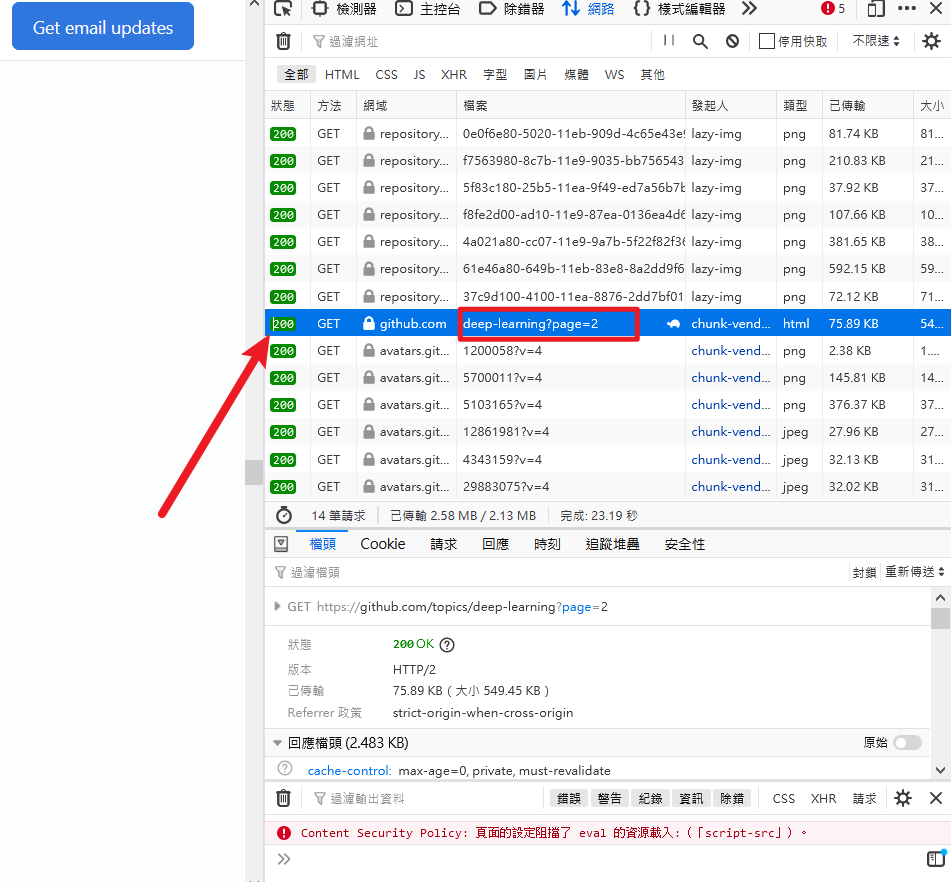 Get email updates
檢測器 主控台 除錯器 網路 樣式編輯器 5
過濾網址 停用快取 不限速
全部 HTML CSS JS XHR 字型 圖片 媒體 WS 其他
狀態 方法 網域 檔案 發起人 類型 已傳輸 大小
200 GET repository... 0e0f6e80-5020-11eb-909d-4c65e43e9 lazy-img png 81.74 KB 81...
200 GET repository... f7563980-8c7b-11e9-9035-bb756543 lazy-img png 210.83 KB 21...
200 GET repository... 5f83c180-25b5-11ea-9f49-ed7a56b7b lazy-img png 37.92 KB 37...
200 GET repository... f8fe2d00-ad10-11e9-87ea-0136ea4d6 lazy-img png 107.66 KB 10...
200 GET repository... 4a021a80-cc07-11e9-9a7b-5f22f82f36 lazy-img png 381.65 KB 38...
200 GET repository... 61e46a80-649b-11eb-83e8-8a2dd9f6 lazy-img png 592.15 KB 59...
200 GET repository... 37c9d100-4100-11ea-8876-2dd7bf01 lazy-img png 72.12 KB 71...
200 GET github.com deep-learning?page=2 chunk-vend... html 75.89 KB 54...
200 GET avatars.git... 1200058?v=4 chunk-vend... png 2.38 KB 1....
200 GET avatars.git... 5700011?v=4 chunk-vend... png 145.81 KB 14...
200 GET avatars.git... 5103165?v=4 chunk-vend... png 376.37 KB 37...
200 GET avatars.git... 12861981?v=4 chunk-vend... jpeg 27.96 KB 27...
200 GET avatars.git... 4343159?v=4 chunk-vend... jpeg 32.13 KB 31...
200 GET avatars.git... 29883075?v=4 chunk-vend... jpeg 32.02 KB 31...
14 筆請求 已傳輸 2.58 MB / 2.13 MB 完成: 23.19 秒
檔頭 Cookie 請求 回應 時刻 追蹤堆疊 安全性
過濾檔頭 封鎖 重新傳送
GET https://github.com/topics/deep-learning?page=2
狀態 200 OK
版本 HTTP/2
已傳輸 75.89 KB（大小 549.45 KB）
Referrer 政策 strict-origin-when-cross-origin
回應檔頭 (2.483 KB) 原始
cache-control: max-age=0, private, must-revalidate
過濾輸出資料 錯誤 警告 紀錄 資訊 除錯 CSS XHR 請求
Content Security Policy: 頁面的設定阻擋了 eval 的資源載入:（「script-src」）。